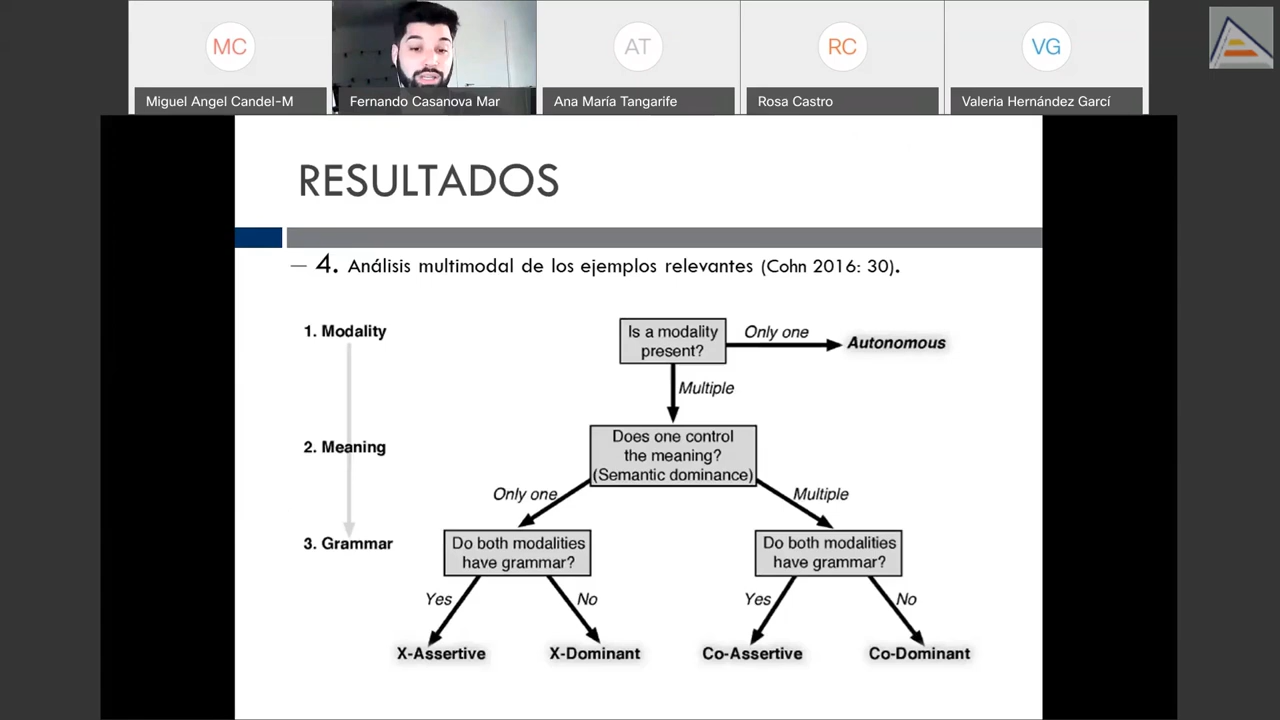 MC
AT
RC
VG
Miguel Angel Candel-M
Fernando Casanova Mar
Ana María Tangarife
Rosa Castro
Valeria Hernández Garcí
RESULTADOS
— 4. Análisis multimodal de los ejemplos relevantes (Cohn 2016: 30).
1. Modality
Is a modality
present?
Only one
Autonomous
Multiple
2. Meaning
Does one control
the meaning?
(Semantic dominance)
Only one
Multiple
3. Grammar
Do both modalities
have grammar?
Do both modalities
have grammar?
Yes
No
Yes
No
X-Assertive
X-Dominant
Co-Assertive
Co-Dominant